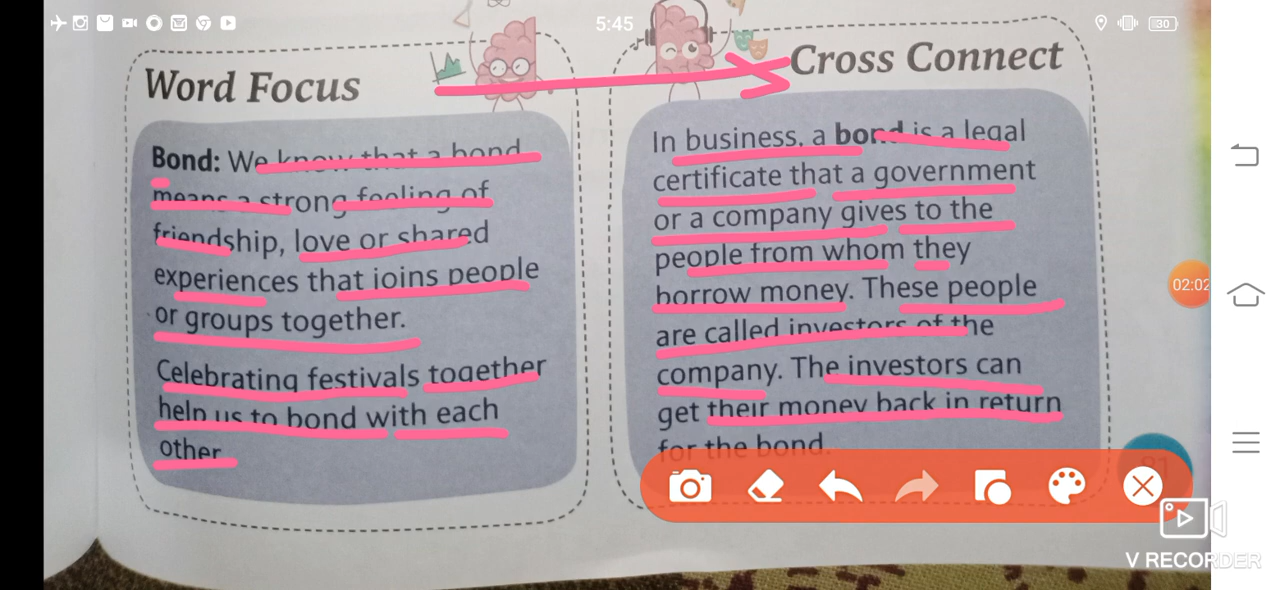 5:45
30
Word Focus
Bond: We know that a bond
means a strong feeling of
friendship, love or shared
experiences that joins people
or groups together.
Celebrating festivals together
help us to bond with each
other
Cross Connect
In business, a bond is a legal
certificate that a government
or a company gives to the
people from whom they
borrow money. These people
are called investors of the
company. The investors can
get their money back in return
for the bond.
02:02
V RECORDER